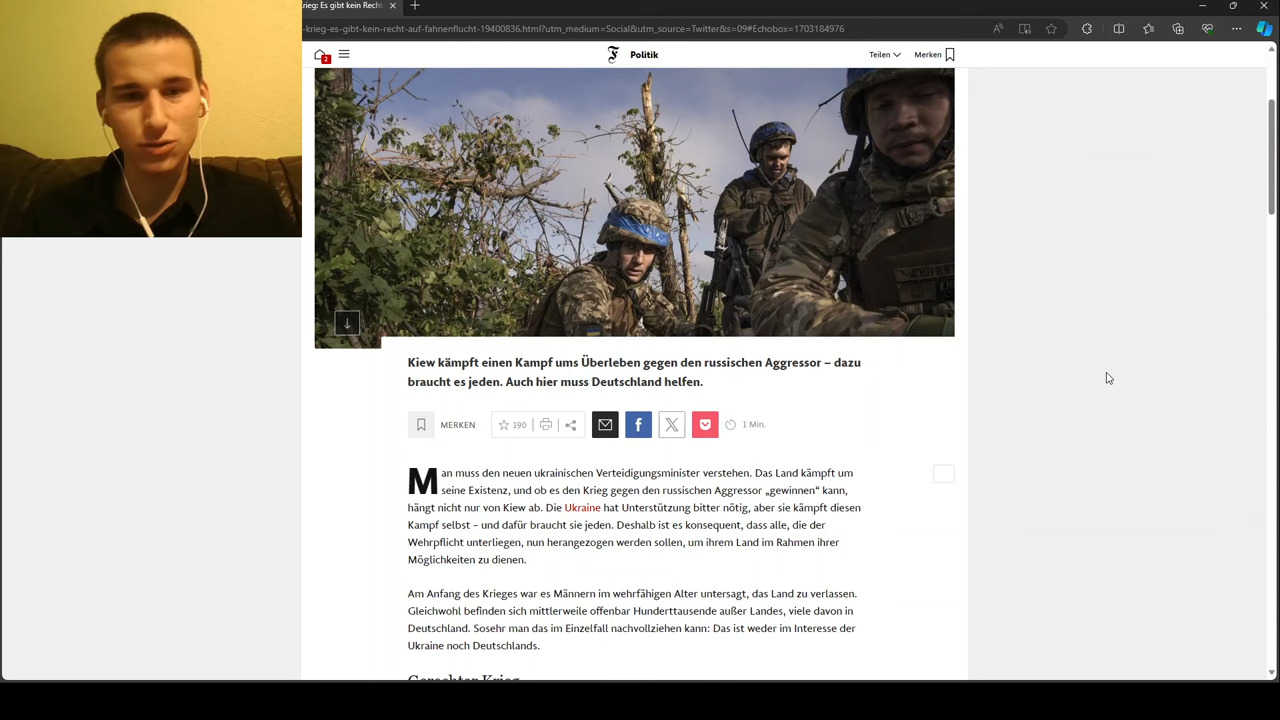 krieg: Es gibt kein Recht
-krieg-es-gibt-kein-recht-auf-fahnenflucht-19400836.html?utm_medium=Social&utm_source=Twitter&s=09#Echobox=1703184976
2
Politik
Teilen
Merken
Kiew kämpft einen Kampf ums Überleben gegen den russischen Aggressor – dazu
braucht es jeden. Auch hier muss Deutschland helfen.
MERKEN
190
1 Min.
Man muss den neuen ukrainischen Verteidigungsminister verstehen. Das Land kämpft um
seine Existenz, und ob es den Krieg gegen den russischen Aggressor „gewinnen“ kann,
hängt nicht nur von Kiew ab. Die Ukraine hat Unterstützung bitter nötig, aber sie kämpft diesen
Kampf selbst – und dafür braucht sie jeden. Deshalb ist es konsequent, dass alle, die der
Wehrpflicht unterliegen, nun herangezogen werden sollen, um ihrem Land im Rahmen ihrer
Möglichkeiten zu dienen.
Am Anfang des Krieges war es Männern im wehrfähigen Alter untersagt, das Land zu verlassen.
Gleichwohl befinden sich mittlerweile offenbar Hunderttausende außer Landes, viele davon in
Deutschland. Sosehr man das im Einzelfall nachvollziehen kann: Das ist weder im Interesse der
Ukraine noch Deutschlands.
Gerechter Krieg